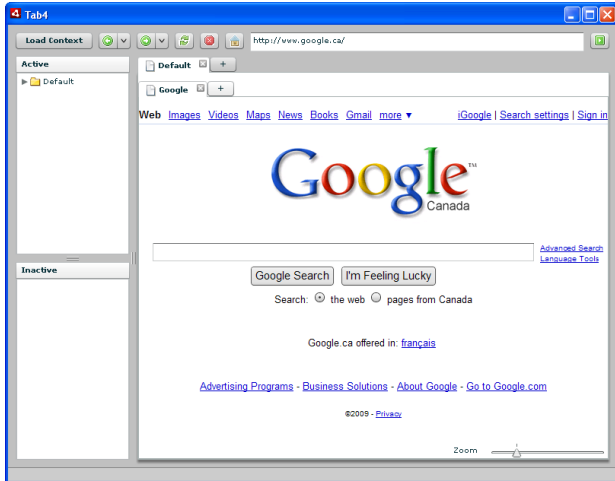 Tab4
Load Context http://www.google.ca/
Active
Default
Inactive
Default +
Google +
Web Images Videos Maps News Books Gmail more ▼ iGoogle | Search settings | Sign in
Google™
Canada
Advanced Search
Language Tools
Google Search I'm Feeling Lucky
Search: the web pages from Canada
Google.ca offered in: français
Advertising Programs - Business Solutions - About Google - Go to Google.com
©2009 - Privacy
Zoom